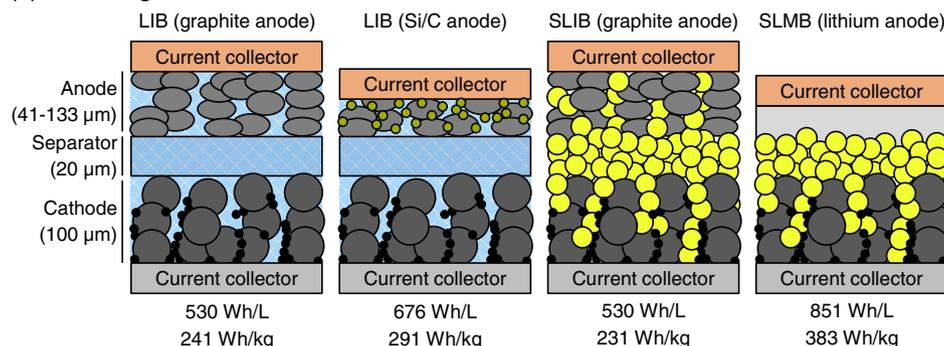 LIB (graphite anode) LIB (Si/C anode) SLIB (graphite anode) SLMB (lithium anode)
Current collector Current collector Current collector Current collector
Anode
(41-133 µm)
Separator
(20 µm)
Cathode
(100 µm)
Current collector Current collector Current collector Current collector
530 Wh/L 676 Wh/L 530 Wh/L 851 Wh/L
241 Wh/kg 291 Wh/kg 231 Wh/kg 383 Wh/kg